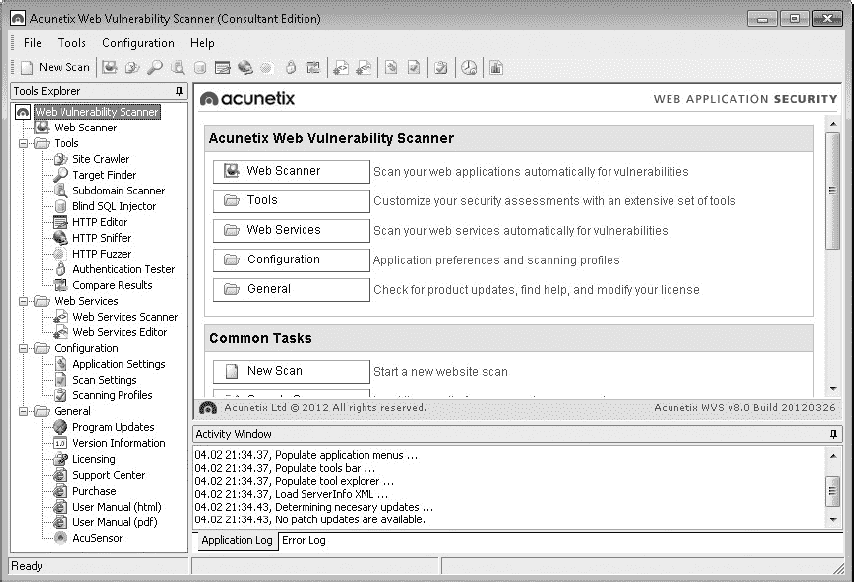 Acunetix Web Vulnerability Scanner (Consultant Edition)
File Tools Configuration Help
New Scan
Tools Explorer
Web Vulnerability Scanner
Web Scanner
Tools
Site Crawler
Target Finder
Subdomain Scanner
Blind SQL Injector
HTTP Editor
HTTP Sniffer
HTTP Fuzzer
Authentication Tester
Compare Results
Web Services
Web Services Scanner
Web Services Editor
Configuration
Application Settings
Scan Settings
Scanning Profiles
General
Program Updates
1.0 Version Information
Licensing
Support Center
Purchase
User Manual (html)
User Manual (pdf)
AcuSensor
acunetix WEB APPLICATION SECURITY
Acunetix Web Vulnerability Scanner
Web Scanner Scan your web applications automatically for vulnerabilities
Tools Customize your security assessments with an extensive set of tools
Web Services Scan your web services automatically for vulnerabilities
Configuration Application preferences and scanning profiles
General Check for product updates, find help, and modify your license
Common Tasks
New Scan Start a new website scan
Acunetix Ltd © 2012 All rights reserved. Acunetix WVS v8.0 Build 20120326
Activity Window
04.02 21:34.37, Populate application menus ...
04.02 21:34.37, Populate tools bar ...
04.02 21:34.37, Populate tool explorer ...
04.02 21:34.37, Load ServerInfo XML ...
04.02 21:34.43, Determining necesary updates ...
04.02 21:34.43, No patch updates are available.
Application Log Error Log
Ready